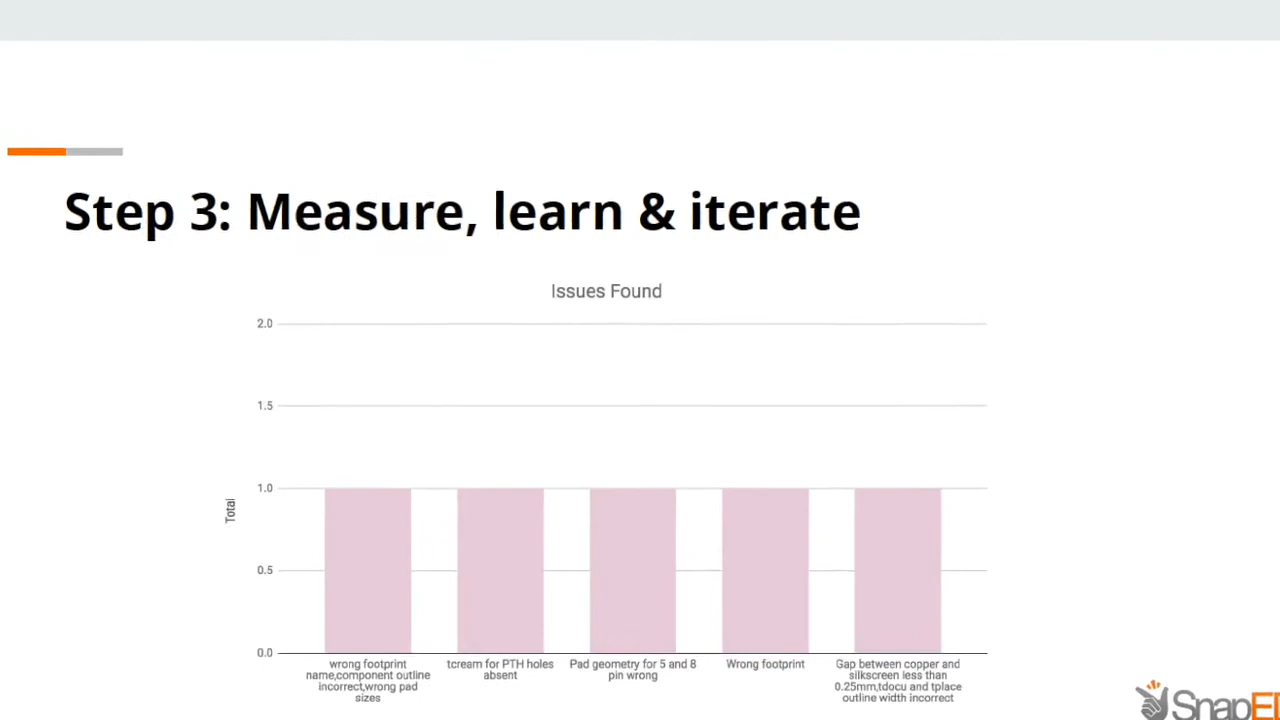 Step 3: Measure, learn & iterate
Issues Found
2.0
1.5
1.0
0.5
0.0
Total
wrong footprint
name,component outline
incorrect,wrong pad
sizes
tcream for PTH holes
absent
Pad geometry for 5 and 8
pin wrong
Wrong footprint
Gap between copper and
silkscreen less than
0.25mm,tdocu and tplace
outline width incorrect
SnapE